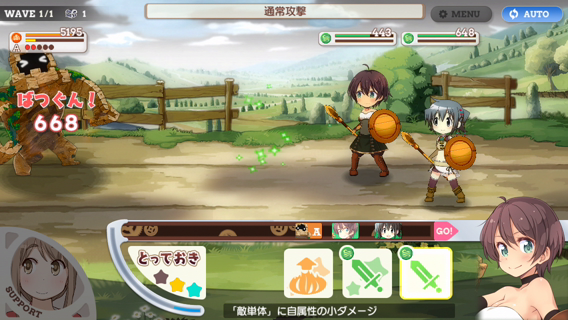 WAVE 1/1 1
通常攻撃
MENU
AUTO
5195
A
443
648
ばつぐん!
668
A
GO!
とっておき
SUPPORT
「敵単体」に自属性の小ダメージ